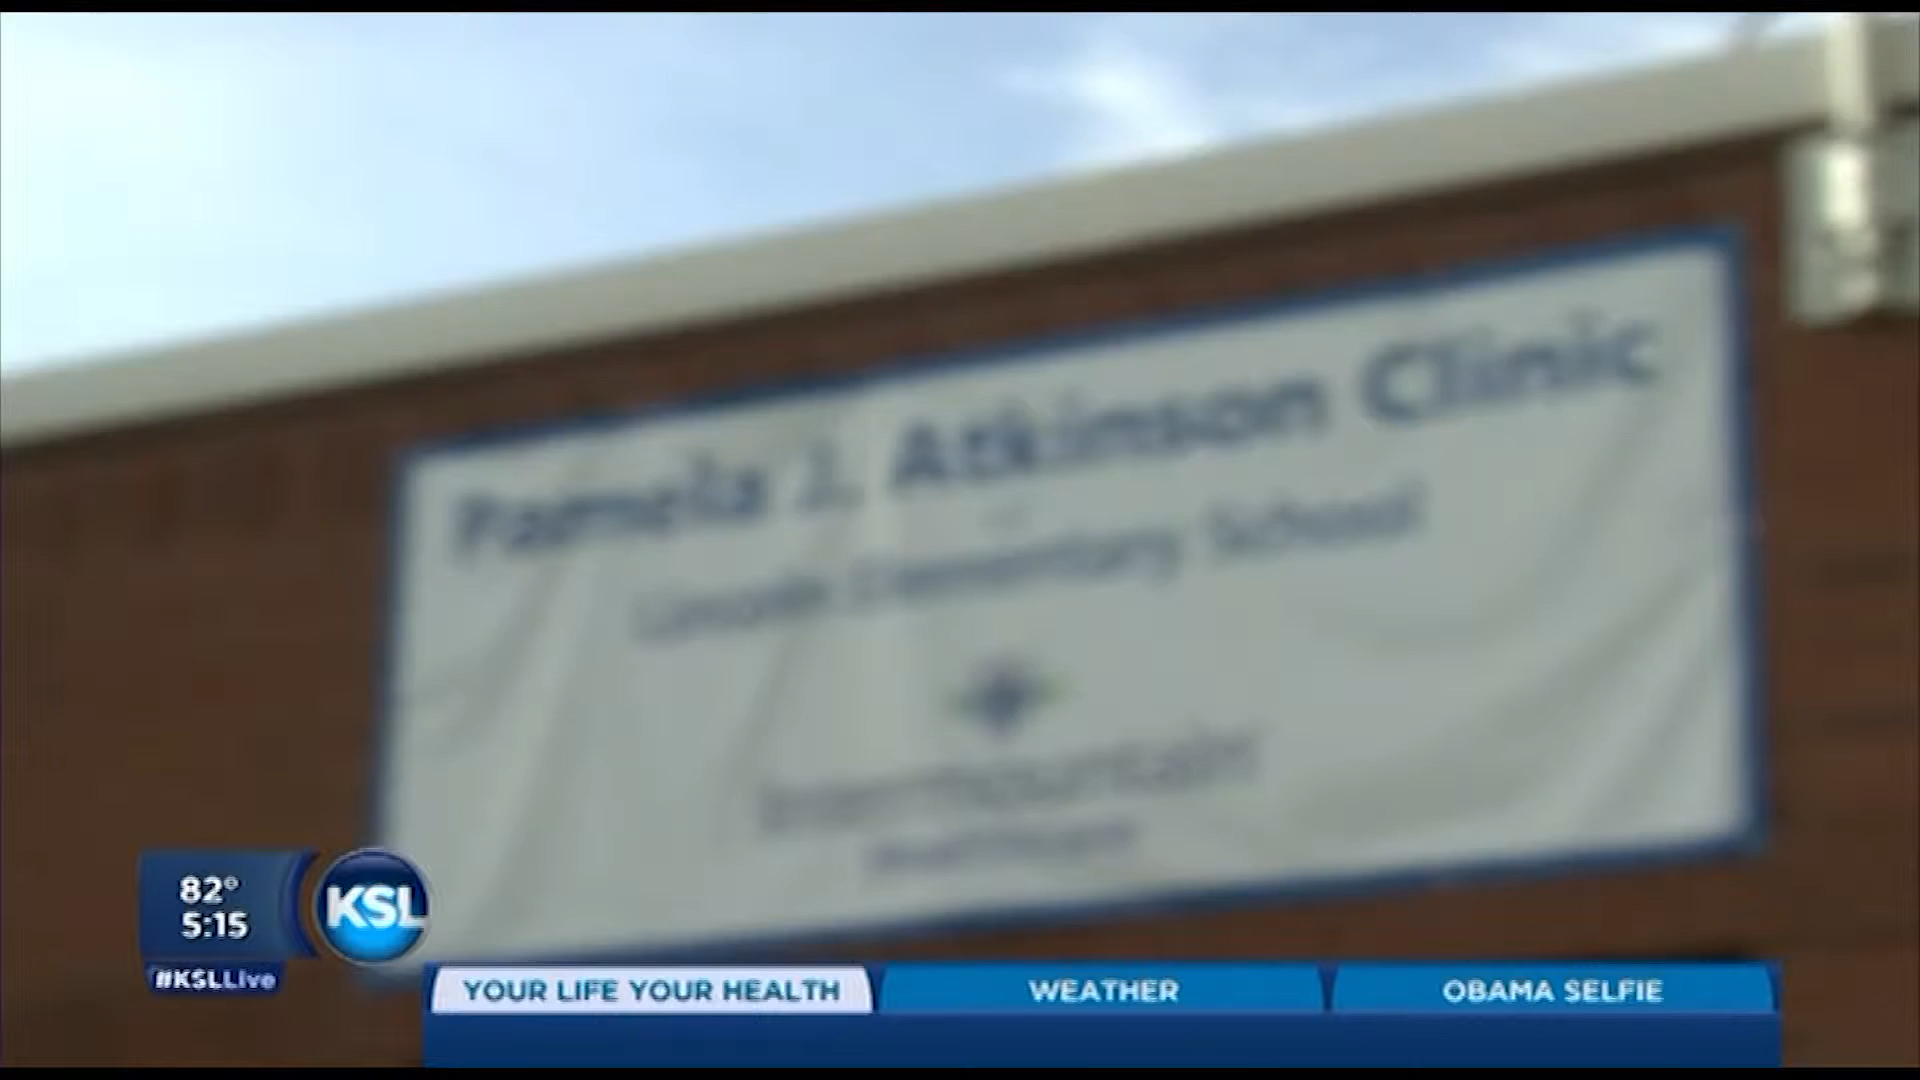 Pamela J. Atkinson Clinic
Lincoln Elementary School
Intermountain
Healthcare
82°
5:15
KSL
#KSLLive
YOUR LIFE YOUR HEALTH
WEATHER
OBAMA SELFIE